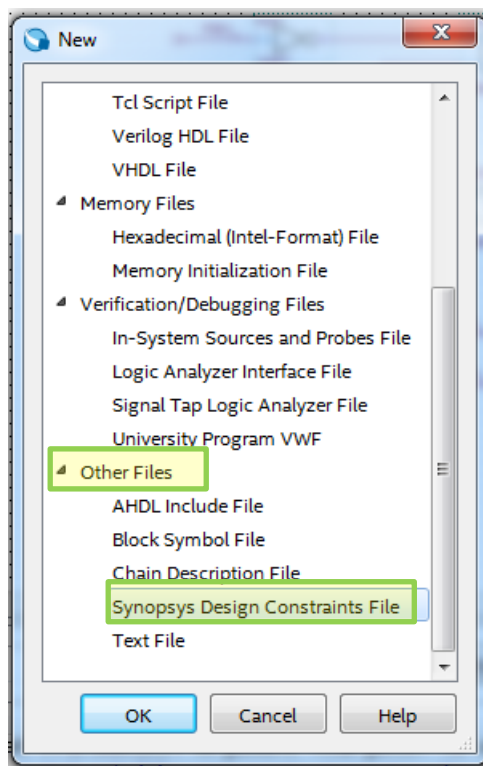 New
Tcl Script File
Verilog HDL File
VHDL File
Memory Files
Hexadecimal (Intel-Format) File
Memory Initialization File
Verification/Debugging Files
In-System Sources and Probes File
Logic Analyzer Interface File
Signal Tap Logic Analyzer File
University Program VWF
Other Files
AHDL Include File
Block Symbol File
Chain Description File
Synopsys Design Constraints File
Text File
OK Cancel Help